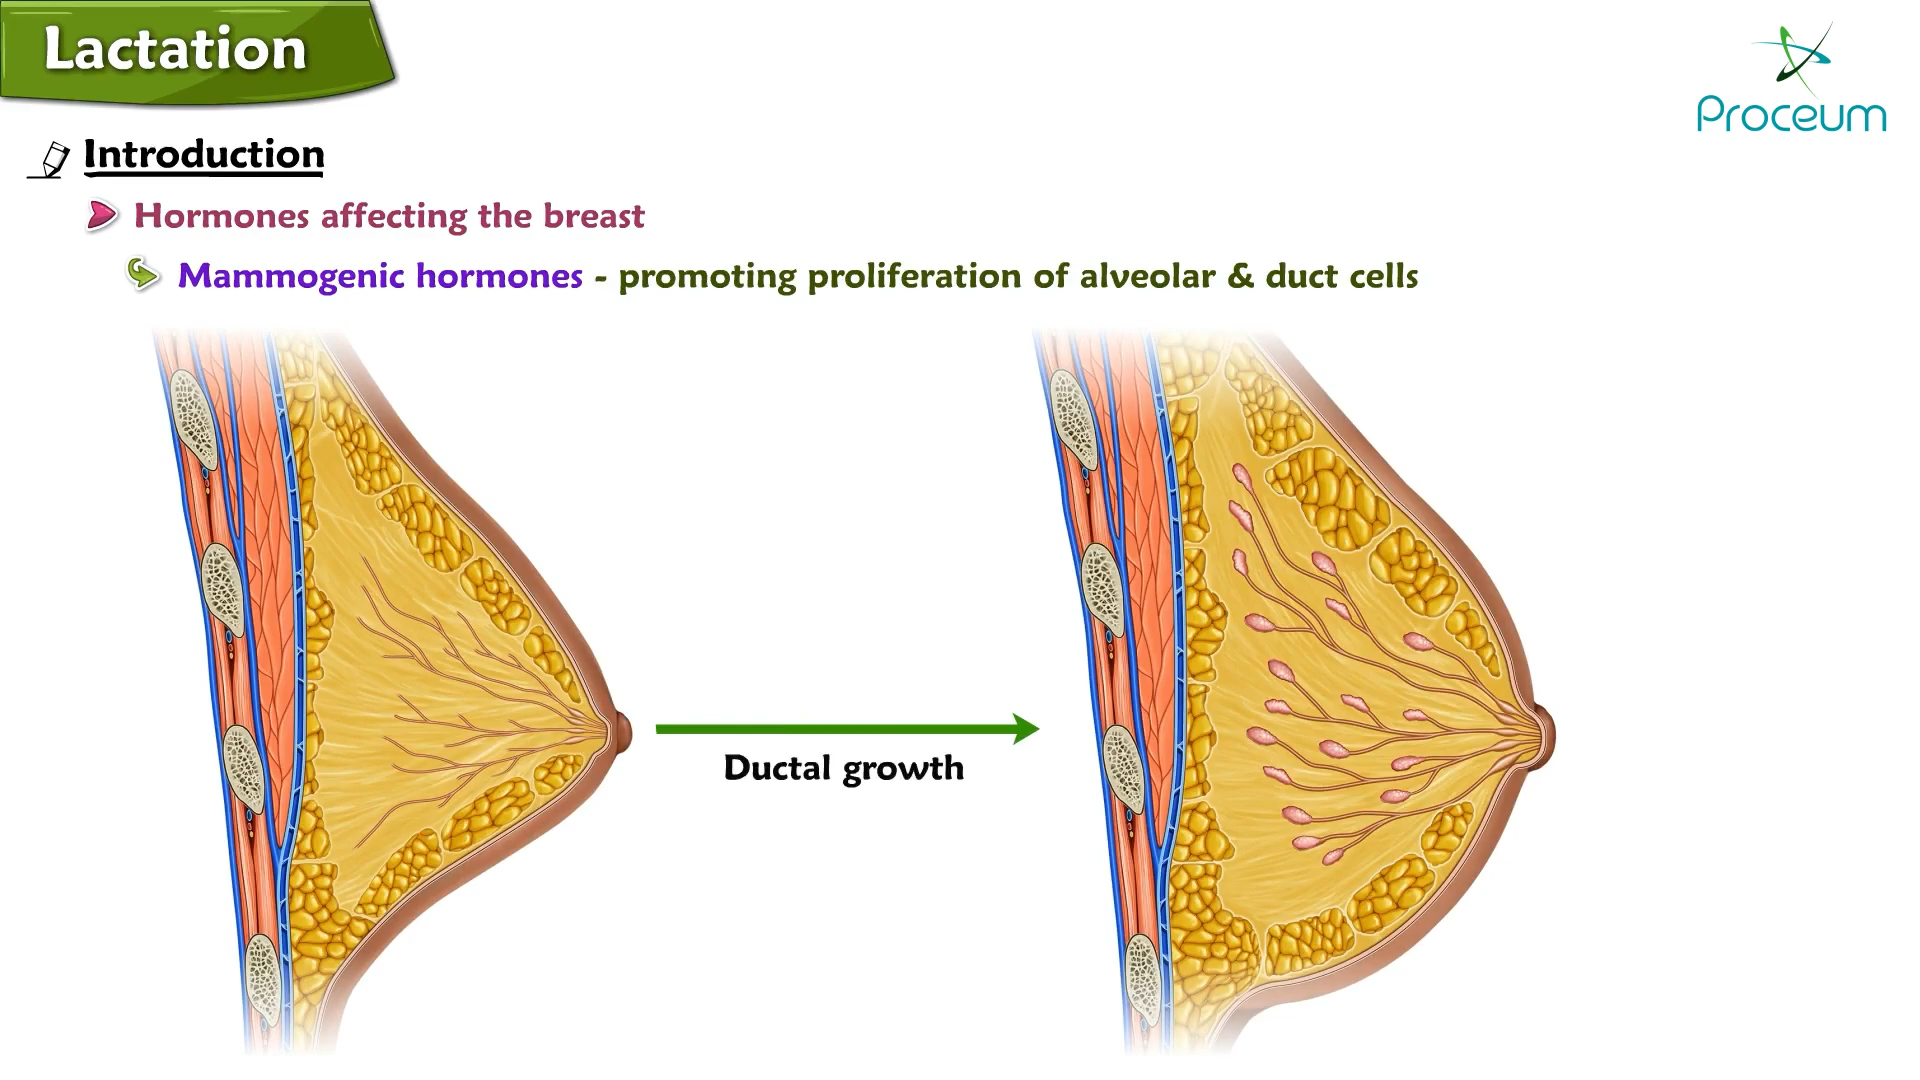 Lactation
Proceum
Introduction
Hormones affecting the breast
Mammogenic hormones - promoting proliferation of alveolar & duct cells
Ductal growth